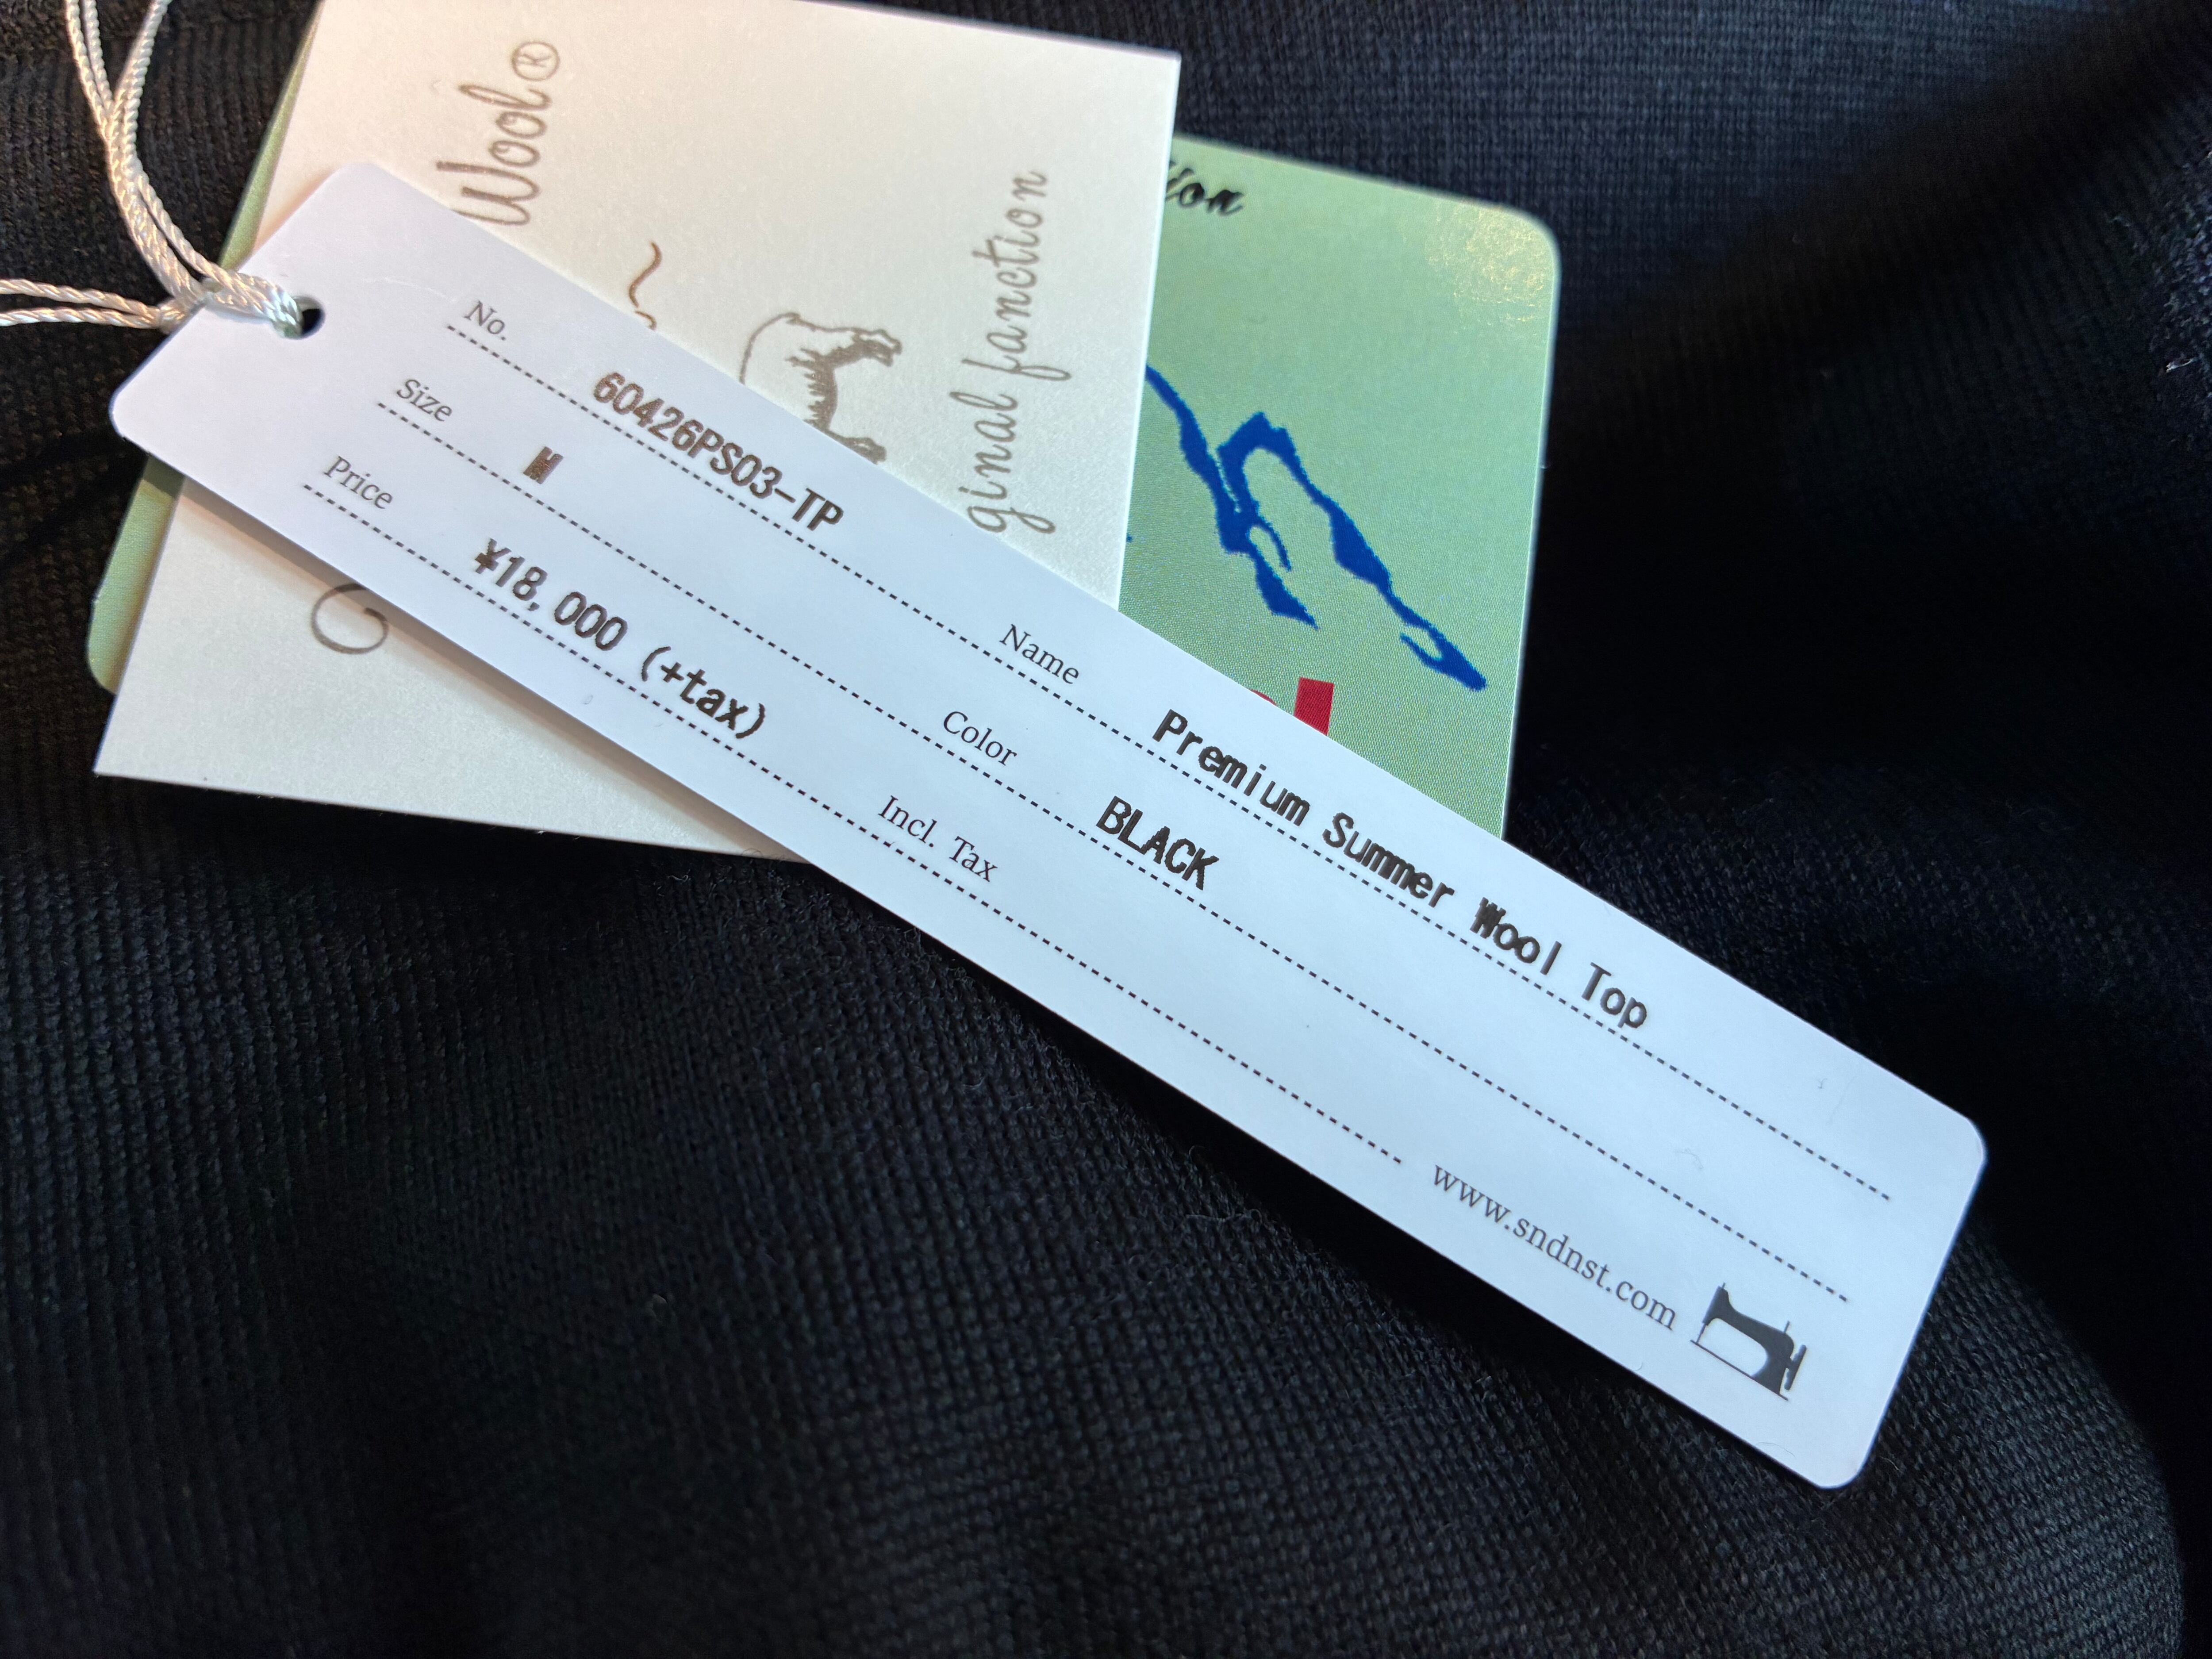 No. 60426PS03-TP
Name Premium Summer Wool Top
Size M
Color BLACK
Price ¥18,000 (+tax)
Incl. Tax
www.sndnst.com
Wool®
ginal fanction
ion